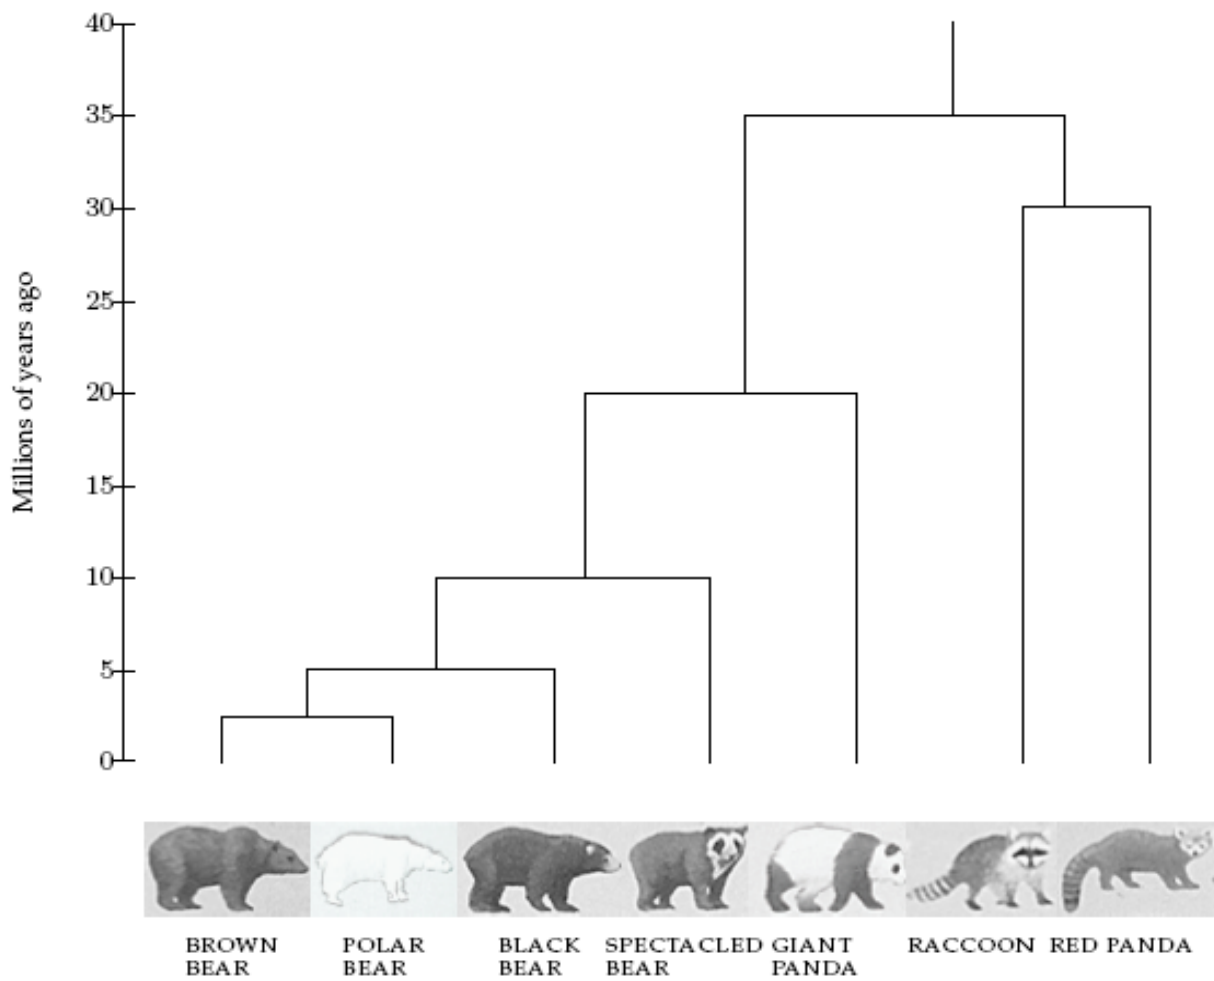 Millions of years ago
40
35
30
25
20
15
10
5
0
BROWN BEAR
POLAR BEAR
BLACK BEAR
SPECTACLED BEAR
GIANT PANDA
RACCOON
RED PANDA